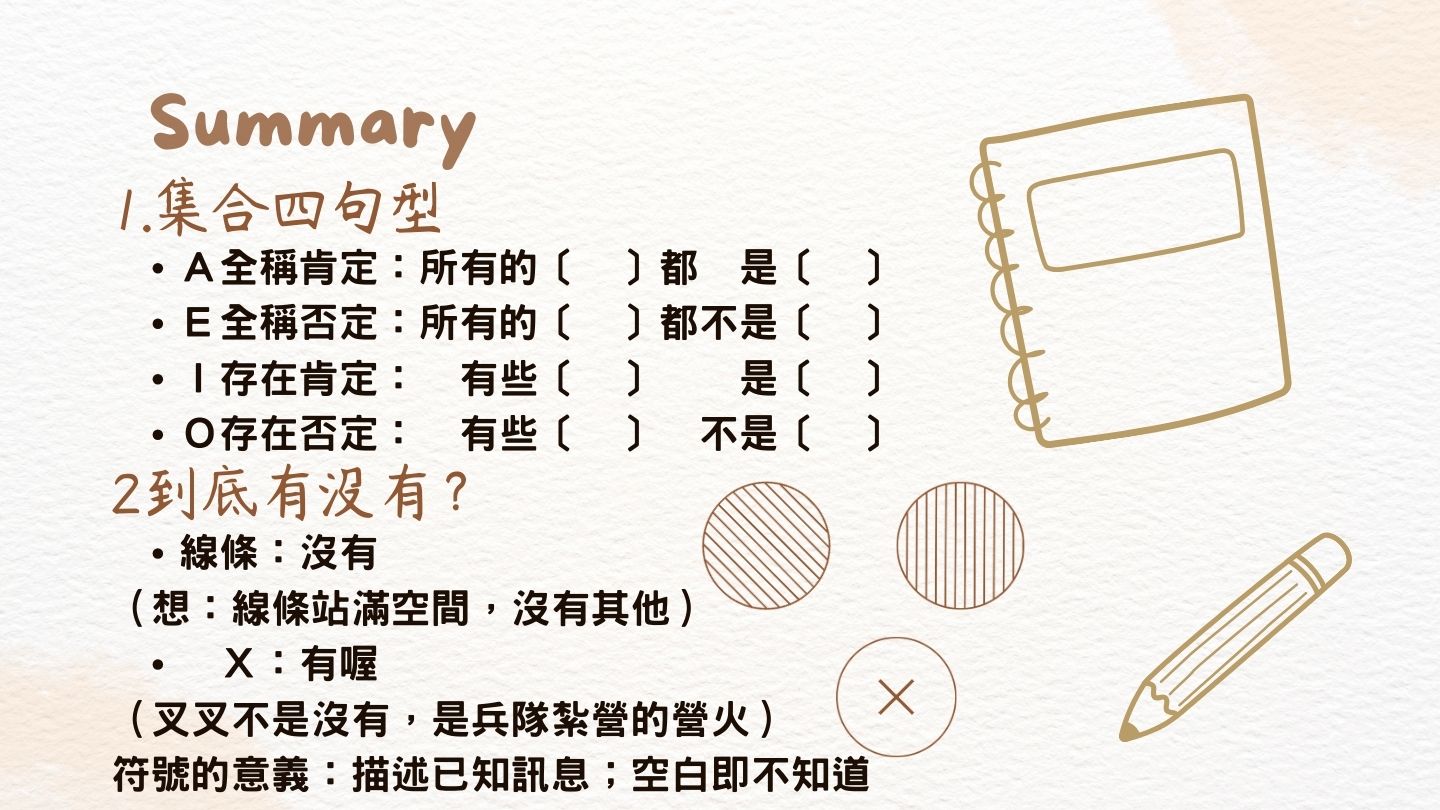 Summary
1.集合四句型
• A全稱肯定：所有的〔　〕都　是〔　〕
• E全稱否定：所有的〔　〕都不是〔　〕
• I存在肯定：　有些〔　〕　　是〔　〕
• O存在否定：　有些〔　〕　不是〔　〕
2到底有沒有？
• 線條：沒有
（想：線條站滿空間，沒有其他）
•　X：有喔
（叉叉不是沒有，是兵隊紮營的營火）
符號的意義：描述已知訊息；空白即不知道